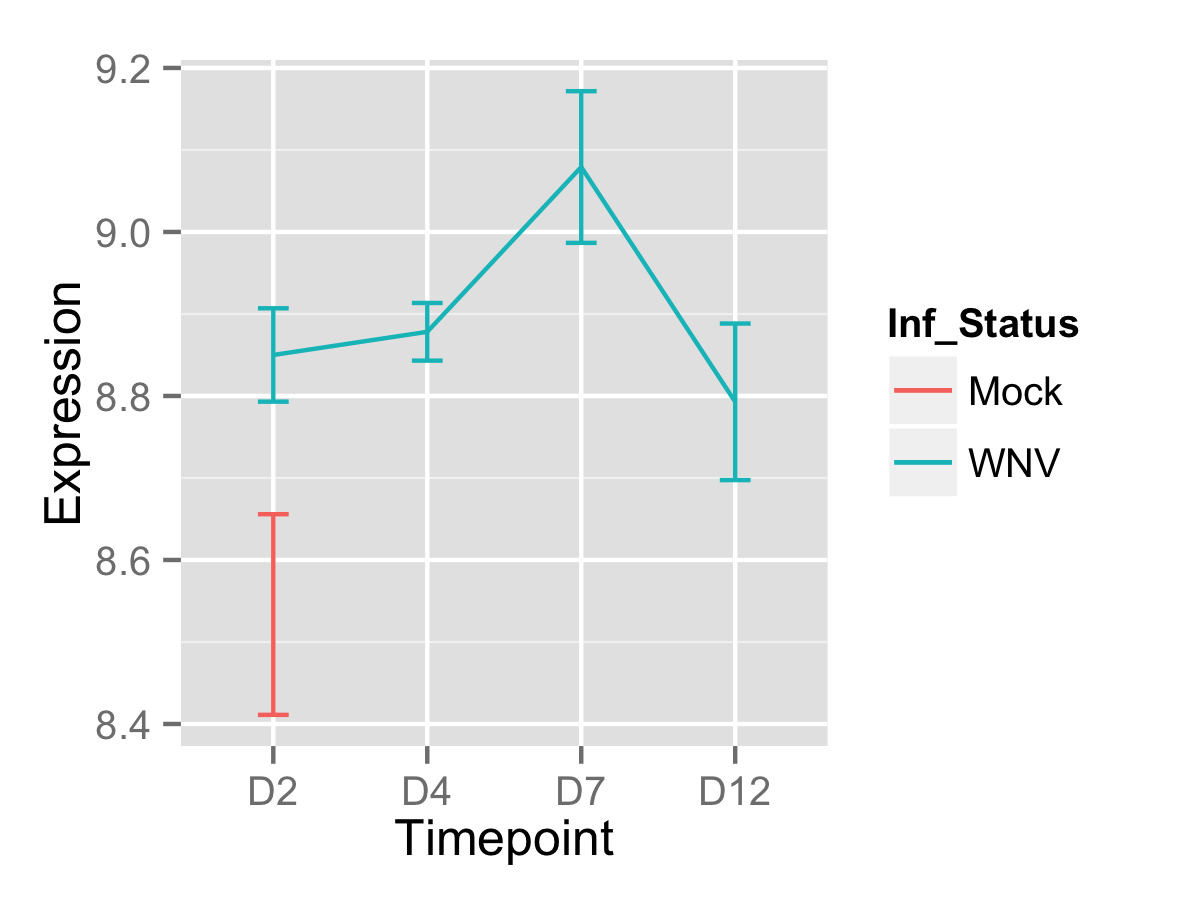 9.2
9.0
8.8
8.6
8.4
Expression
D2 D4 D7 D12
Timepoint
Inf_Status
Mock
WNV